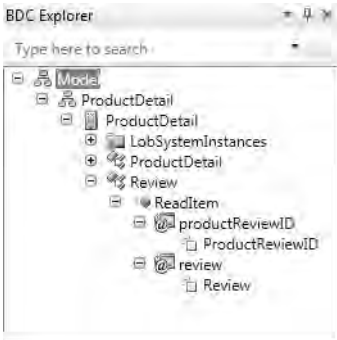 BDC Explorer
Type here to search
Model
ProductDetail
ProductDetail
LobSystemInstances
ProductDetail
Review
ReadItem
productReviewID
ProductReviewID
review
Review